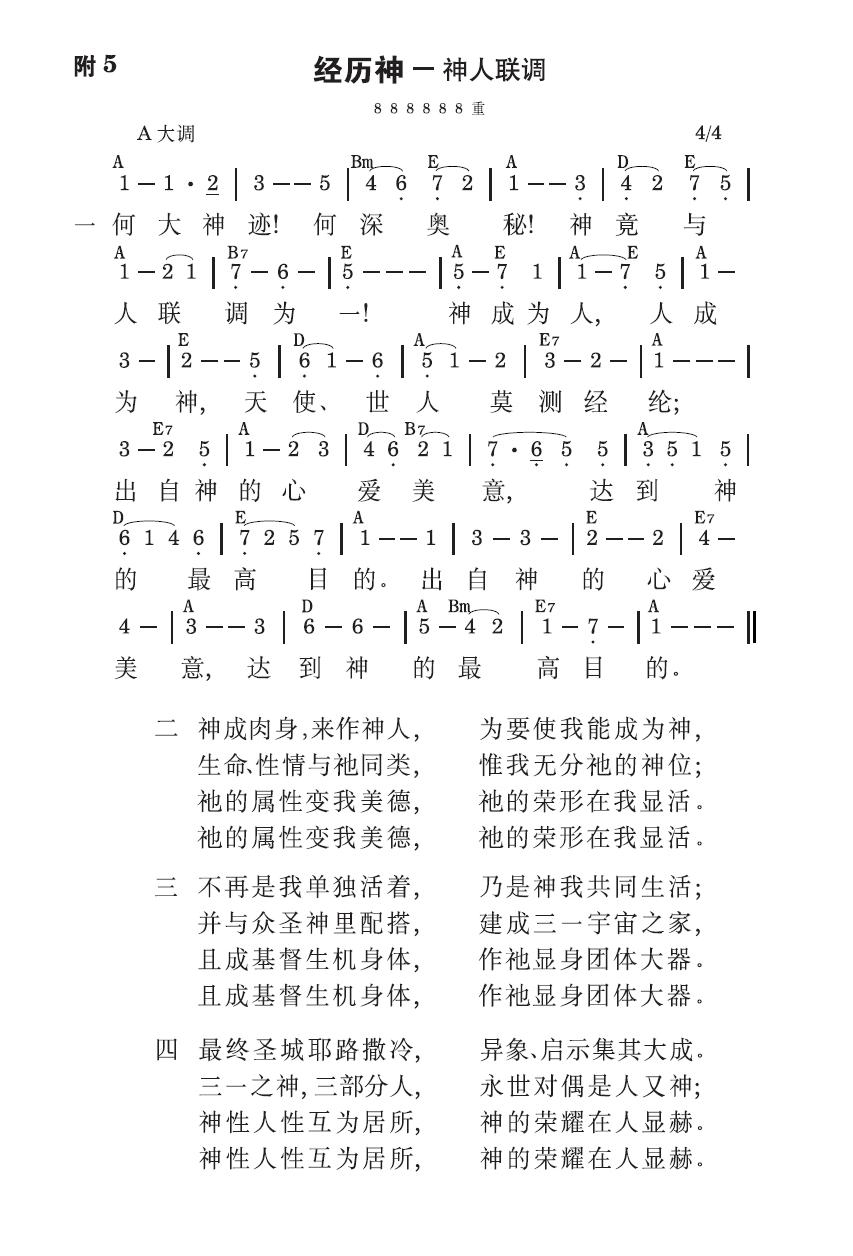 附 5
经历神 — 神人联调
8 8 8 8 8 8 重
A 大调 4/4
A Bm E A D E
1 — 1 · 2 | 3 — — 5 | 4 6 7 2 | 1 — — 3 | 4 2 7 5 |
一 何 大 神 迹! 何 深 奥 秘! 神 竟 与
A B7 E A E A E A
1 — 2 1 | 7 — 6 — | 5 — — — | 5 — 7 1 | 1 — 7 5 | 1 —
人 联 调 为 一! 神 成 为 人, 人 成
E D A E7 A
3 — | 2 — — 5 | 6 1 — 6 | 5 1 — 2 | 3 — 2 — | 1 — — — |
为 神, 天 使、 世 人 莫 测 经 纶;
E7 A D B7 A
3 — 2 5 | 1 — 2 3 | 4 6 2 1 | 7 · 6 5 5 | 3 5 1 5 |
出 自 神 的 心 爱 美 意, 达 到 神
D E A E E7
6 1 4 6 | 7 2 5 7 | 1 — — 1 | 3 — 3 — | 2 — — 2 | 4 —
的 最 高 目 的。 出 自 神 的 心 爱
A D A Bm E7 A
4 — | 3 — — 3 | 6 — 6 — | 5 — 4 2 | 1 — 7 — | 1 — — — ‖
美 意, 达 到 神 的 最 高 目 的。
二 神成肉身,来作神人, 为要使我能成为神,
生命、性情与祂同类, 惟我无分祂的神位;
祂的属性变我美德, 祂的荣形在我显活。
祂的属性变我美德, 祂的荣形在我显活。
三 不再是我单独活着, 乃是神我共同生活;
并与众圣神里配搭, 建成三一宇宙之家,
且成基督生机身体, 作祂显身团体大器。
且成基督生机身体, 作祂显身团体大器。
四 最终圣城耶路撒冷, 异象、启示集其大成。
三一之神, 三部分人, 永世对偶是人又神;
神性人性互为居所, 神的荣耀在人显赫。
神性人性互为居所, 神的荣耀在人显赫。